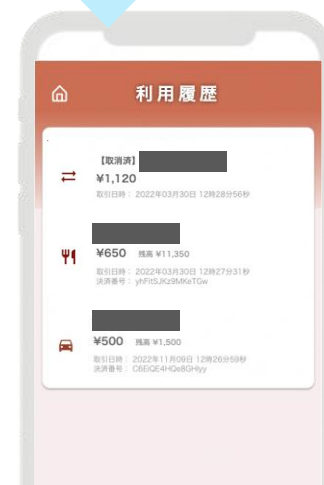 利用履歴
【取消済】
¥1,120
取引日時： 2022年03月30日 12時28分56秒
¥650 残高 ¥11,350
取引日時： 2022年03月30日 12時27分31秒
決済番号： yhFitSJKz9MKeTGw
¥500 残高 ¥1,500
取引日時： 2022年11月09日 12時26分59秒
決済番号： C6EiQE4HQe8GHlyy